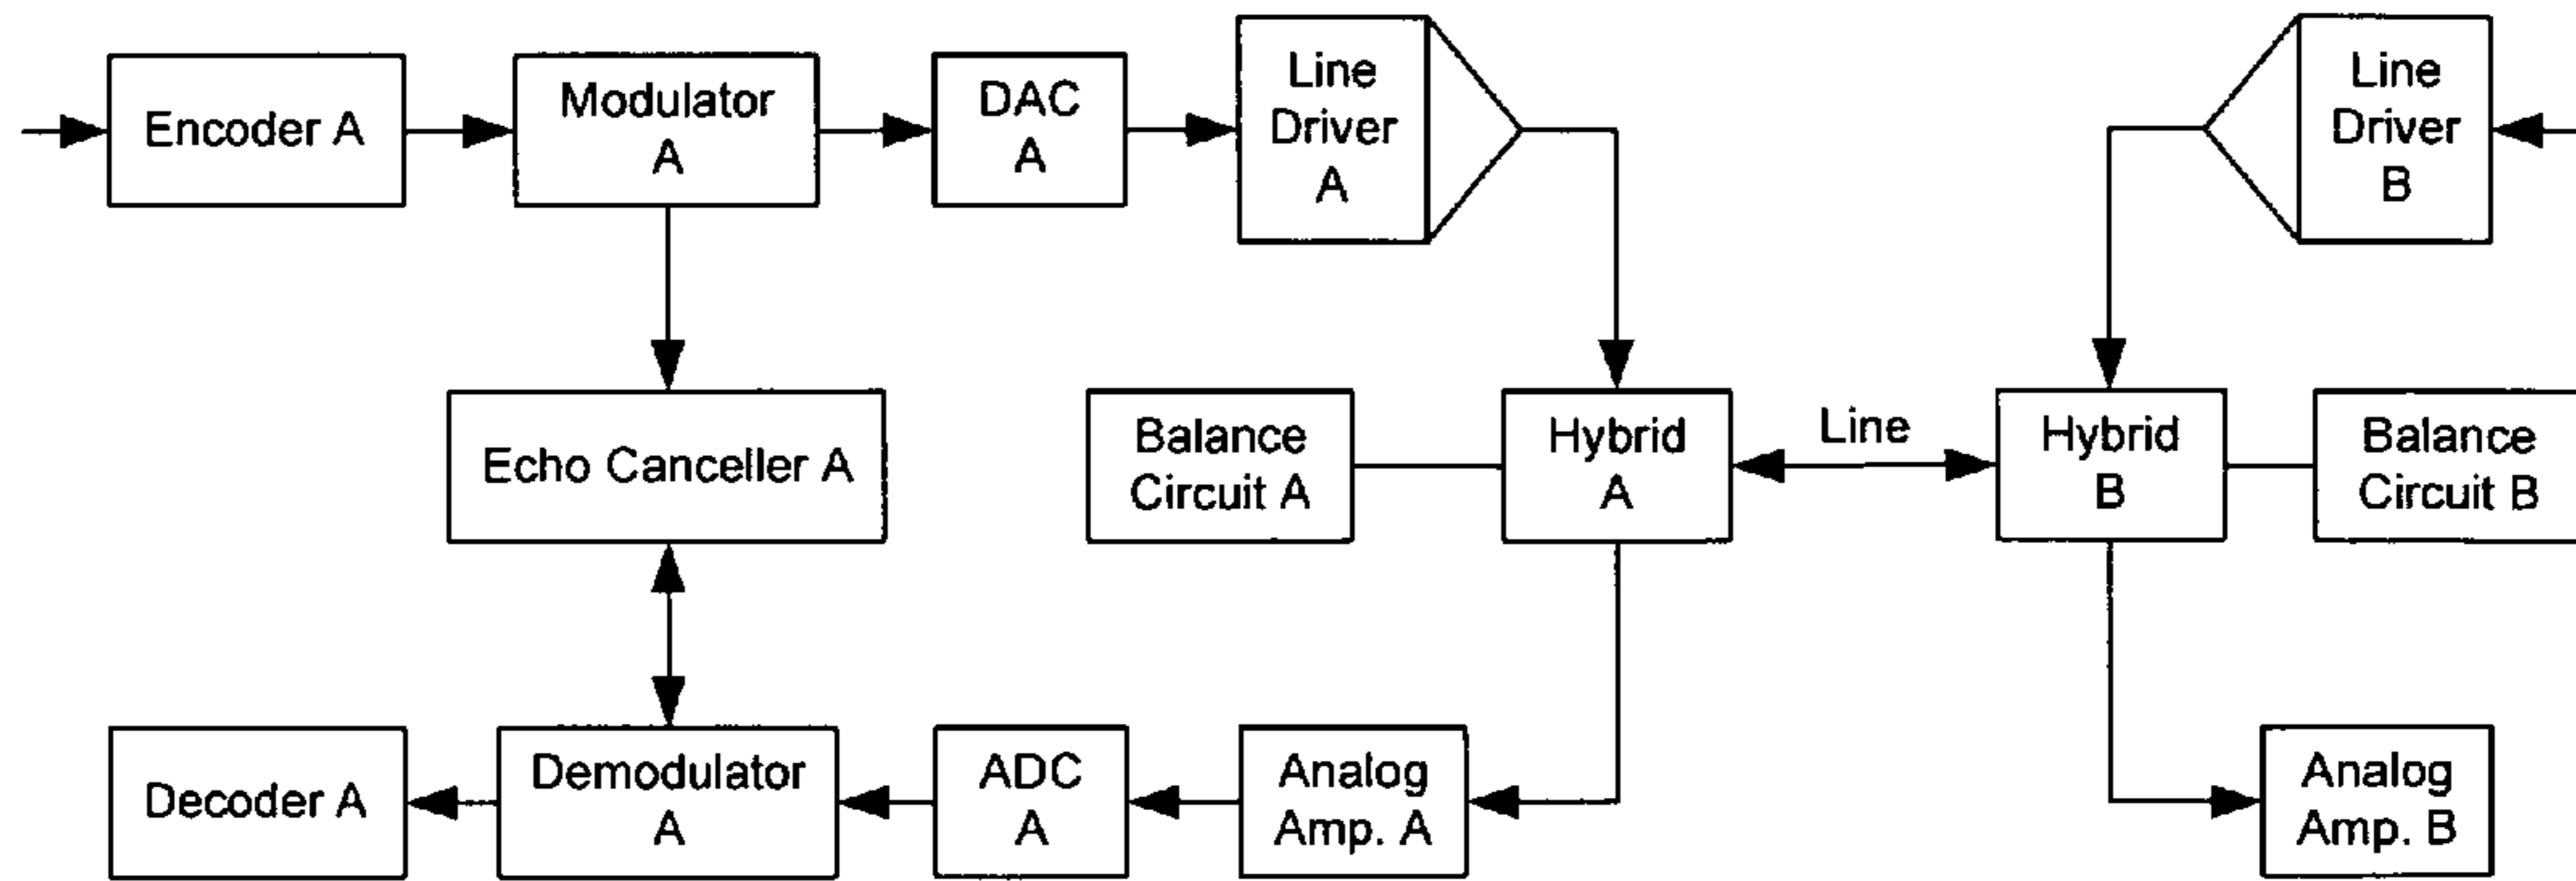 Encoder A
Modulator
A
DAC
A
Line
Driver
A
Line
Driver
B
Echo Canceller A
Balance
Circuit A
Hybrid
A
Line
Hybrid
B
Balance
Circuit B
Decoder A
Demodulator
A
ADC
A
Analog
Amp. A
Analog
Amp. B